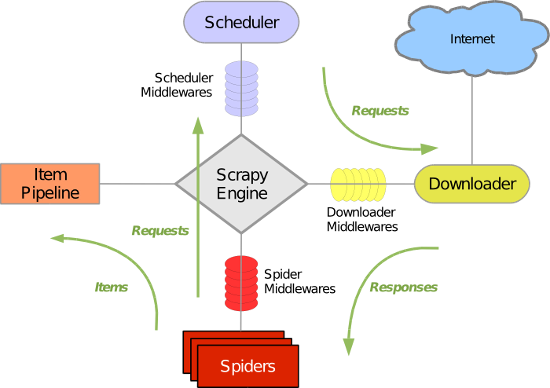 Scheduler
Internet
Scheduler
Middlewares
Requests
Item
Pipeline
Scrapy
Engine
Downloader
Downloader
Middlewares
Requests
Spider
Middlewares
Items
Responses
Spiders